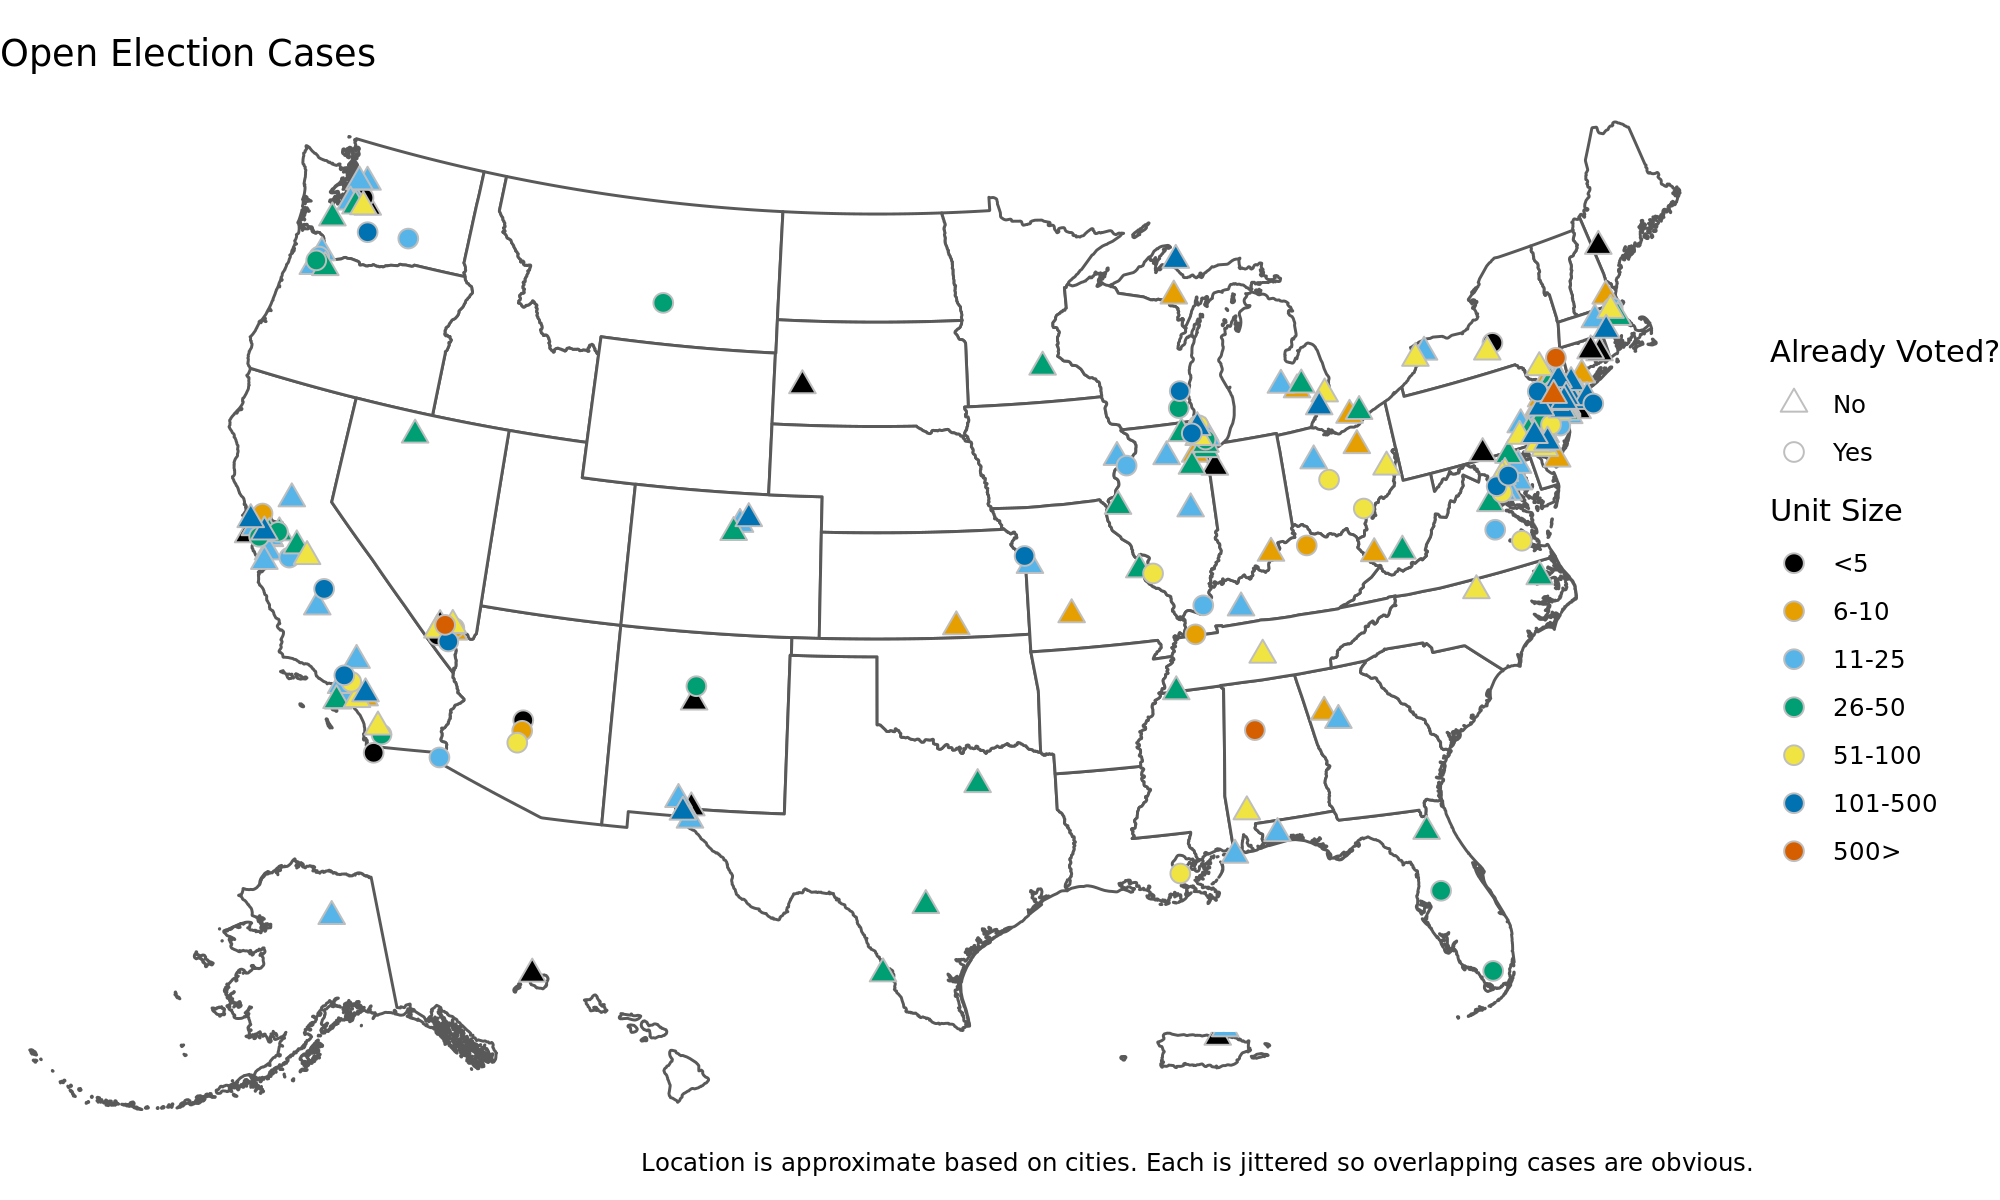 Open Election Cases
Already Voted?
No
Yes
Unit Size
<5
6-10
11-25
26-50
51-100
101-500
500>
Location is approximate based on cities. Each is jittered so overlapping cases are obvious.